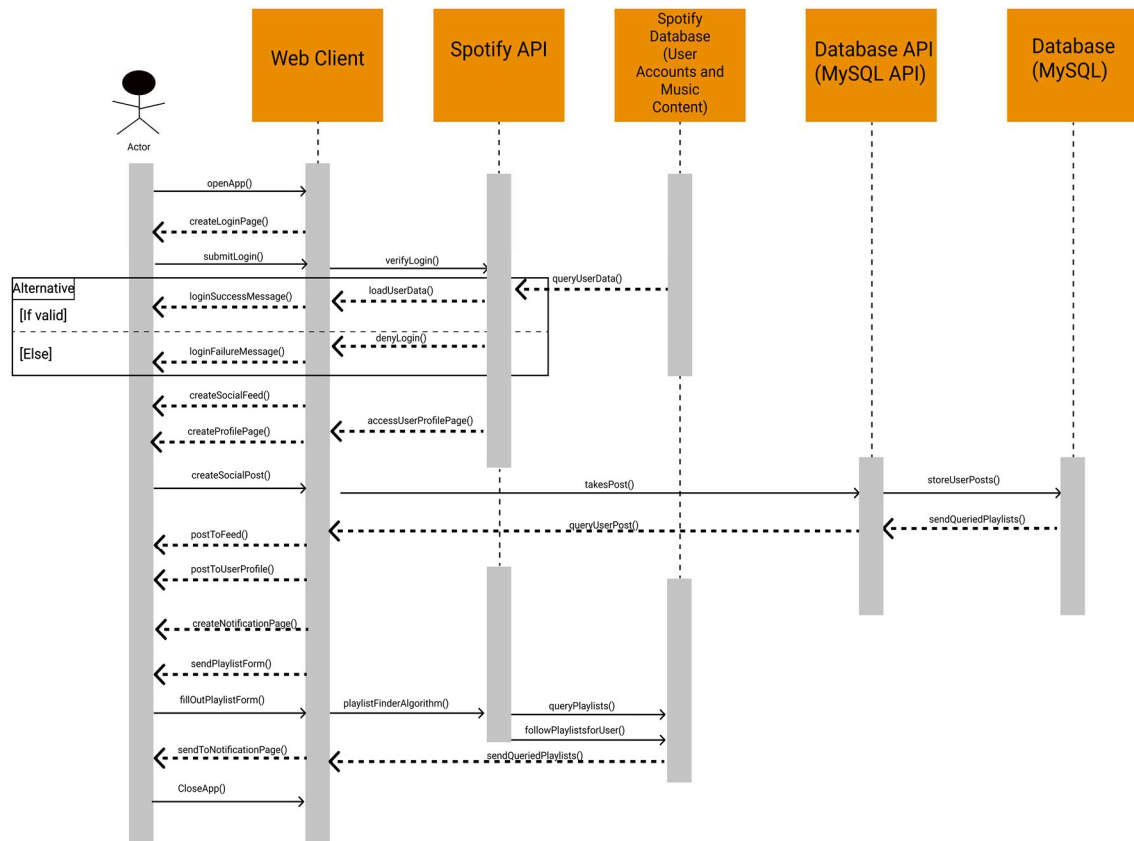 Web Client
Spotify API
Spotify
Database
(User
Accounts and
Music
Content)
Database API
(MySQL API)
Database
(MySQL)
Actor
openApp()
createLoginPage()
submitLogin()
verifyLogin()
queryUserData()
Alternative
loginSuccessMessage()
loadUserData()
[If valid]
denyLogin()
[Else]
loginFailureMessage()
createSocialFeed()
accessUserProfilePage()
createProfilePage()
createSocialPost()
takesPost()
storeUserPosts()
sendQueriedPlaylists()
queryUserPost()
postToFeed()
postToUserProfile()
createNotificationPage()
sendPlaylistForm()
fillOutPlaylistForm()
playlistFinderAlgorithm()
queryPlaylists()
followPlaylistsforUser()
sendToNotificationPage()
sendQueriedPlaylists()
CloseApp()